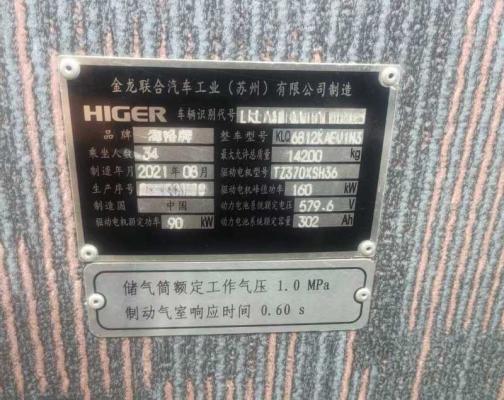 金龙联合汽车工业（苏州）有限公司制造
HIGER 车辆识别代号
品牌 海格牌 整车型号 KLQ6812KAEV1N3
乘坐人数 34 最大允许总质量 14200 kg
制造年月 2021年08月 驱动电机型号 TZ370XSH36
生产序号 驱动电机峰值功率 160 kW
制造国 中国 动力电池系统额定电压 579.6 V
驱动电机额定功率 90 kW 动力电池系统额定容量 302 Ah
储气筒额定工作气压 1.0 MPa
制动气室响应时间 0.60 s